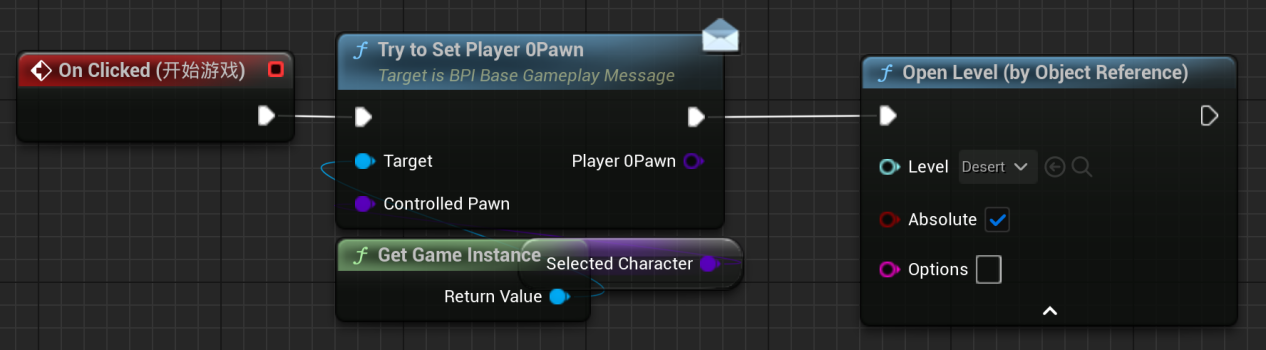 On Clicked (开始游戏)
Try to Set Player 0Pawn
Target is BPI Base Gameplay Message
Target
Player 0Pawn
Controlled Pawn
Get Game Instance
Return Value
Selected Character
Open Level (by Object Reference)
Level
Desert
Absolute
Options